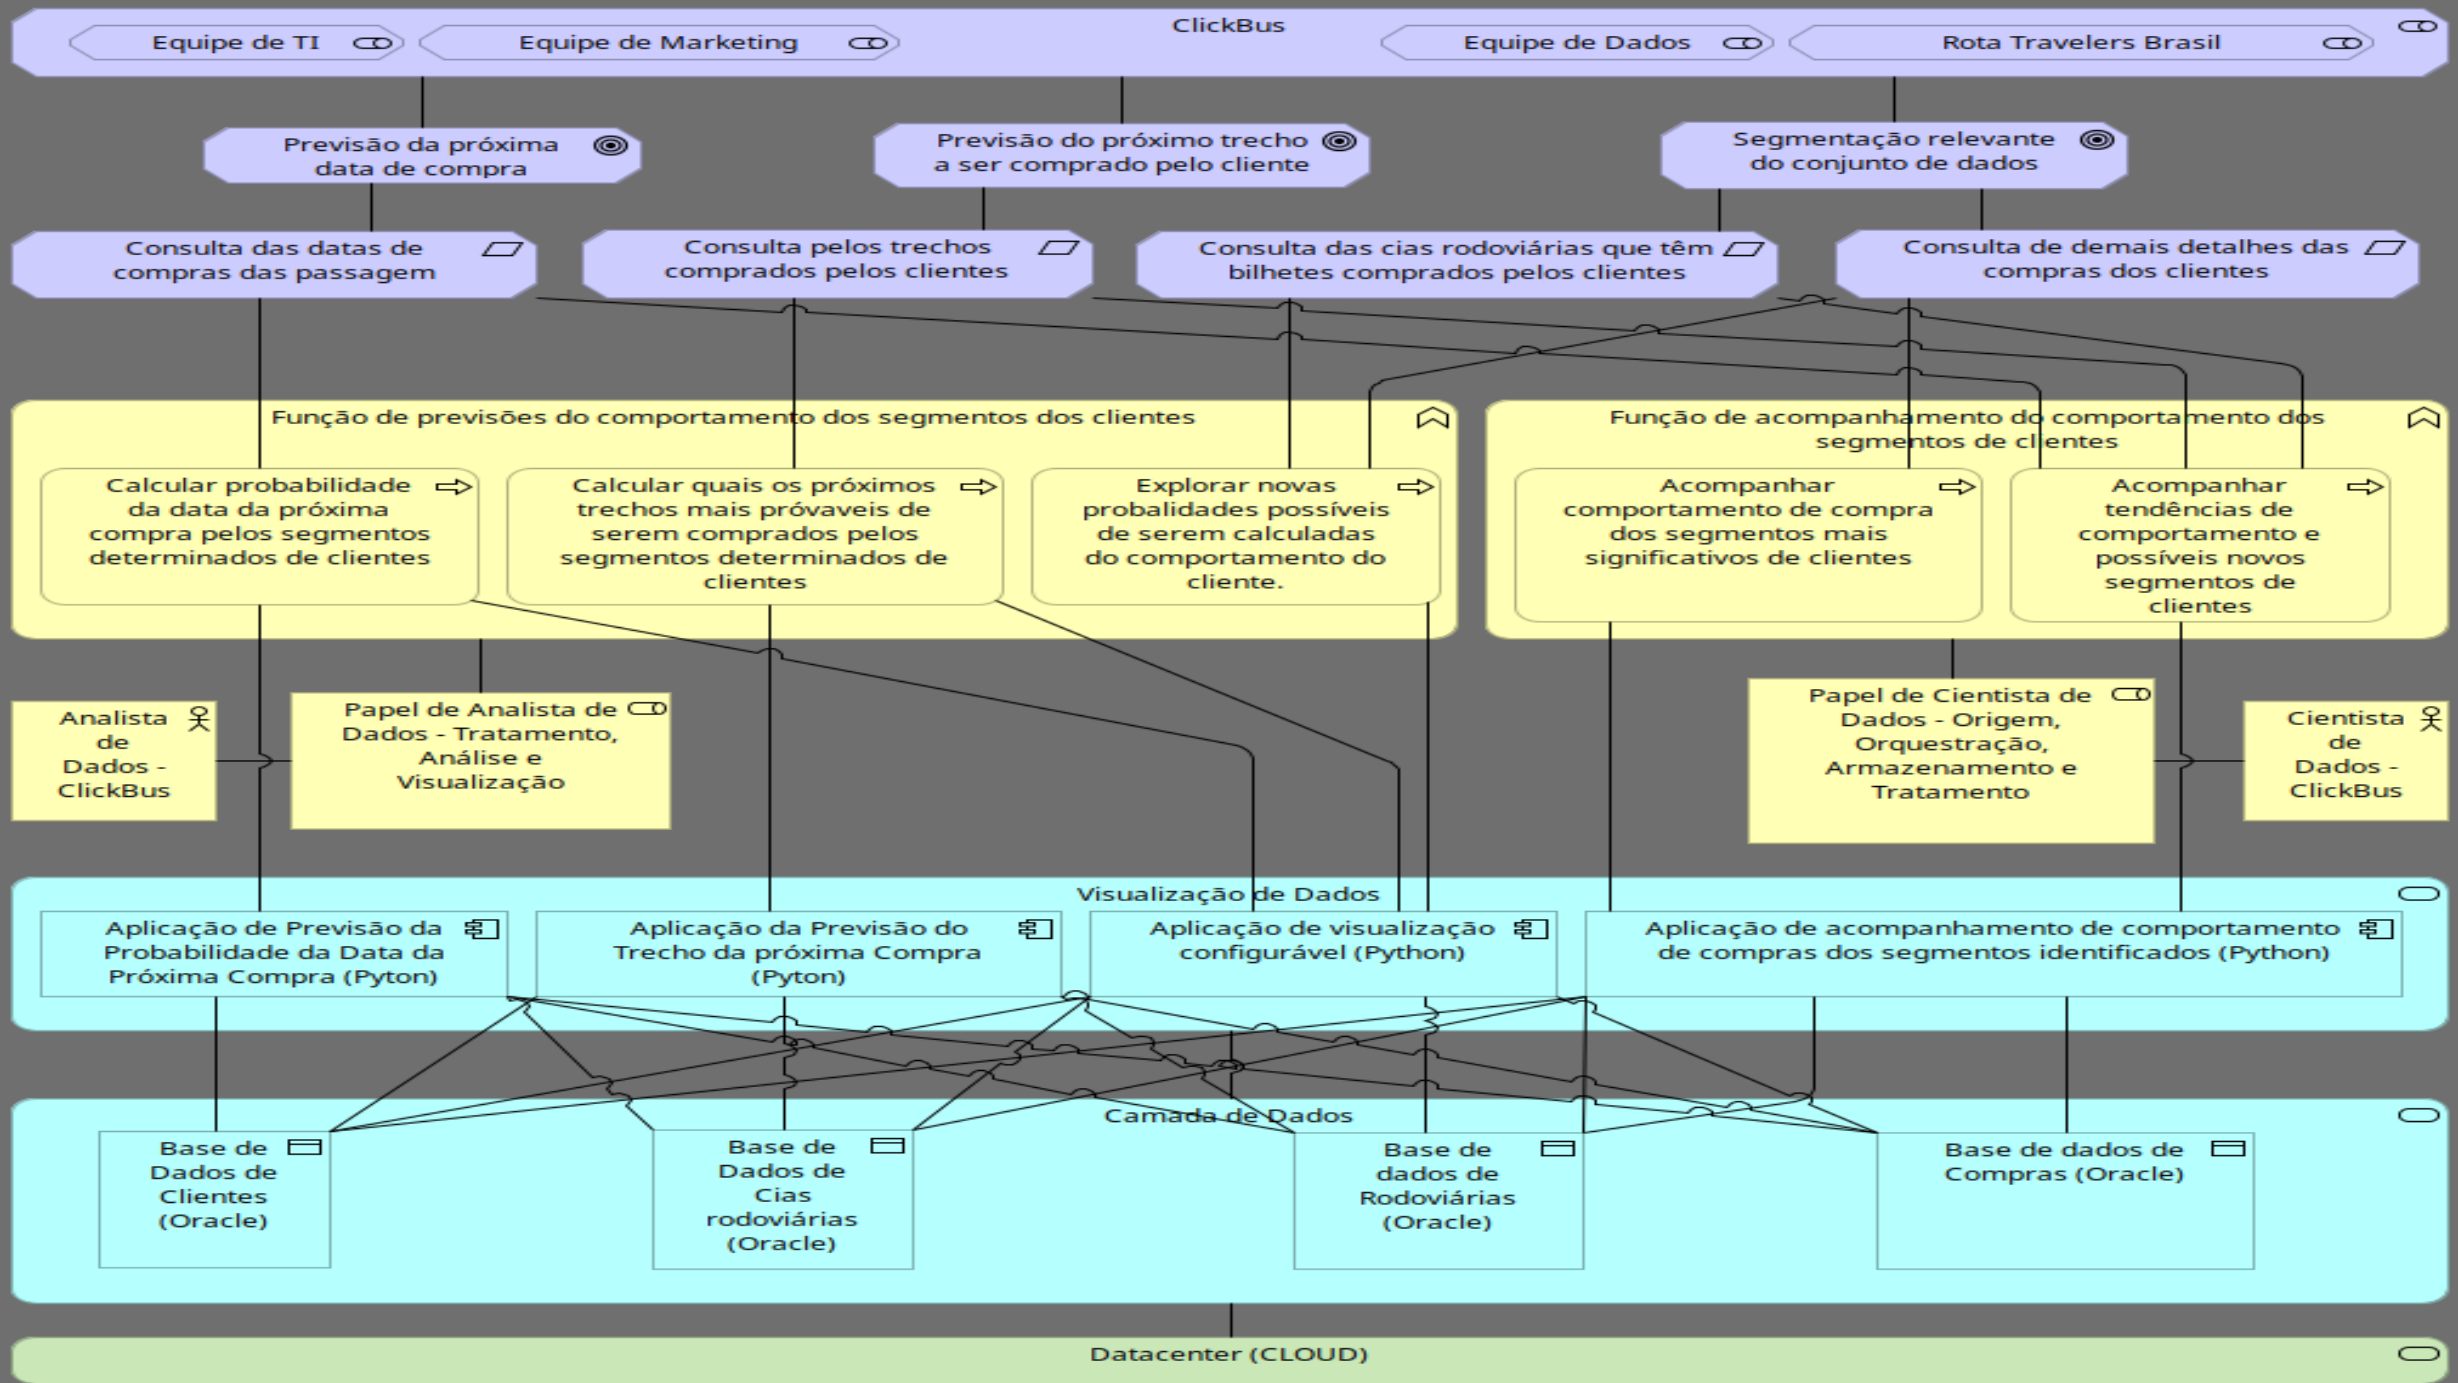 ClickBus
Equipe de TI
Equipe de Marketing
Equipe de Dados
Rota Travelers Brasil
Previsão da próxima
data de compra
Previsão do próximo trecho
a ser comprado pelo cliente
Segmentação relevante
do conjunto de dados
Consulta das datas de
compras das passagem
Consulta pelos trechos
comprados pelos clientes
Consulta das cias rodoviárias que têm
bilhetes comprados pelos clientes
Consulta de demais detalhes das
compras dos clientes
Função de previsões do comportamento dos segmentos dos clientes
Calcular probabilidade
da data da próxima
compra pelos segmentos
determinados de clientes
Calcular quais os próximos
trechos mais próvaveis de
serem comprados pelos
segmentos determinados de
clientes
Explorar novas
probalidades possíveis
de serem calculadas
do comportamento do
cliente.
Função de acompanhamento do comportamento dos
segmentos de clientes
Acompanhar
comportamento de compra
dos segmentos mais
significativos de clientes
Acompanhar
tendências de
comportamento e
possíveis novos
segmentos de
clientes
Analista
de
Dados -
ClickBus
Papel de Analista de
Dados - Tratamento,
Análise e
Visualização
Papel de Cientista de
Dados - Origem,
Orquestração,
Armazenamento e
Tratamento
Cientista
de
Dados -
ClickBus
Visualização de Dados
Aplicação de Previsão da
Probabilidade da Data da
Próxima Compra (Pyton)
Aplicação da Previsão do
Trecho da próxima Compra
(Pyton)
Aplicação de visualização
configurável (Python)
Aplicação de acompanhamento de comportamento
de compras dos segmentos identificados (Python)
Camada de Dados
Base de
Dados de
Clientes
(Oracle)
Base de
Dados de
Cias
rodoviárias
(Oracle)
Base de
dados de
Rodoviárias
(Oracle)
Base de dados de
Compras (Oracle)
Datacenter (CLOUD)